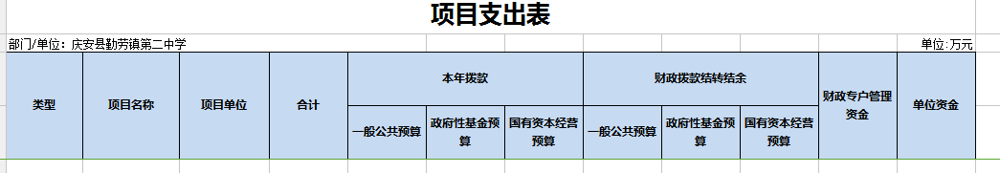 项目支出表
部门/单位：庆安县勤劳镇第二中学 单位:万元
类型 项目名称 项目单位 合计 本年拨款 财政拨款结转结余 财政专户管理资金 单位资金
一般公共预算 政府性基金预算 国有资本经营预算 一般公共预算 政府性基金预算 国有资本经营预算